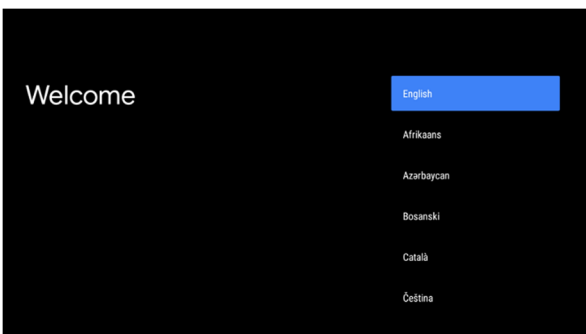 Welcome
English
Afrikaans
Azərbaycan
Bosanski
Català
Čeština